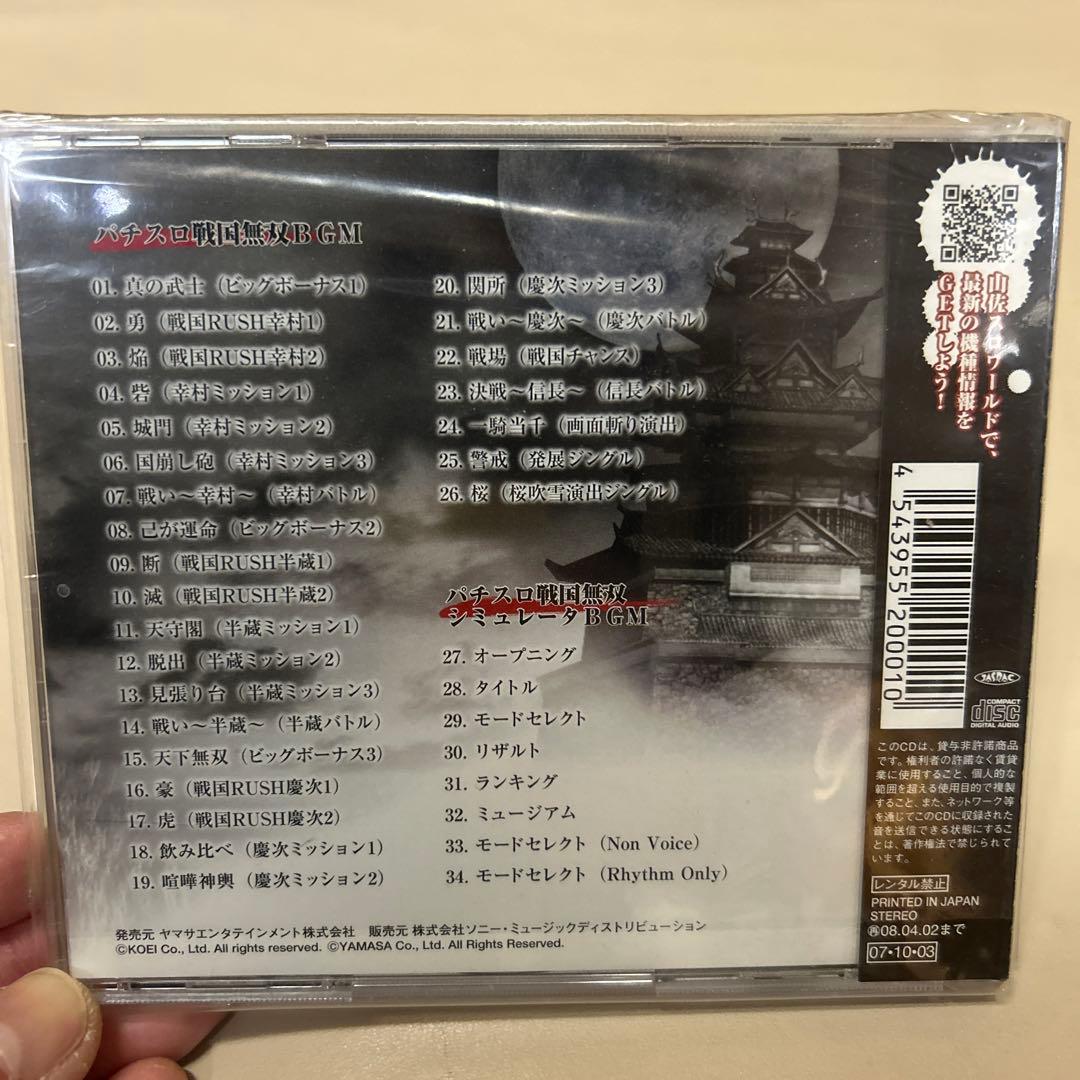 パチスロ戦国無双BGM
01. 真の武士（ビッグボーナス1）
02. 勇（戦国RUSH幸村1）
03. 焔（戦国RUSH幸村2）
04. 砦（幸村ミッション1）
05. 城門（幸村ミッション2）
06. 国崩し砲（幸村ミッション3）
07. 戦い～幸村～（幸村バトル）
08. 己が運命（ビッグボーナス2）
09. 断（戦国RUSH半蔵1）
10. 滅（戦国RUSH半蔵2）
11. 天守閣（半蔵ミッション1）
12. 脱出（半蔵ミッション2）
13. 見張り台（半蔵ミッション3）
14. 戦い～半蔵～（半蔵バトル）
15. 天下無双（ビッグボーナス3）
16. 豪（戦国RUSH慶次1）
17. 虎（戦国RUSH慶次2）
18. 飲み比べ（慶次ミッション1）
19. 喧嘩神輿（慶次ミッション2）
20. 関所（慶次ミッション3）
21. 戦い～慶次～（慶次バトル）
22. 戦場（戦国チャンス）
23. 決戦～信長～（信長バトル）
24. 一騎当千（画面斬り演出）
25. 警戒（発展ジングル）
26. 桜（桜吹雪演出ジングル）
パチスロ戦国無双
シミュレータBGM
27. オープニング
28. タイトル
29. モードセレクト
30. リザルト
31. ランキング
32. ミュージアム
33. モードセレクト（Non Voice）
34. モードセレクト（Rhythm Only）
発売元 ヤマサエンタテインメント株式会社 販売元 株式会社ソニー・ミュージックディストリビューション
©KOEI Co., Ltd. All rights reserved. ©YAMASA Co., Ltd. All Rights Reserved.
山佐スロワールドで、
最新の機種情報を
GETしよう！
4 543955 200010
JASRAC
COMPACT
disc
DIGITAL AUDIO
このCDは、貸与非許諾商品
です。権利者の許諾なく賃貸
業に使用すること、個人的な
範囲を超える使用目的で複製
すること、また、ネットワーク等
を通じてこのCDに収録された
音を送信できる状態にするこ
とは、著作権法で禁じられて
います。
レンタル禁止
PRINTED IN JAPAN
STEREO
再08.04.02まで
07・10・03